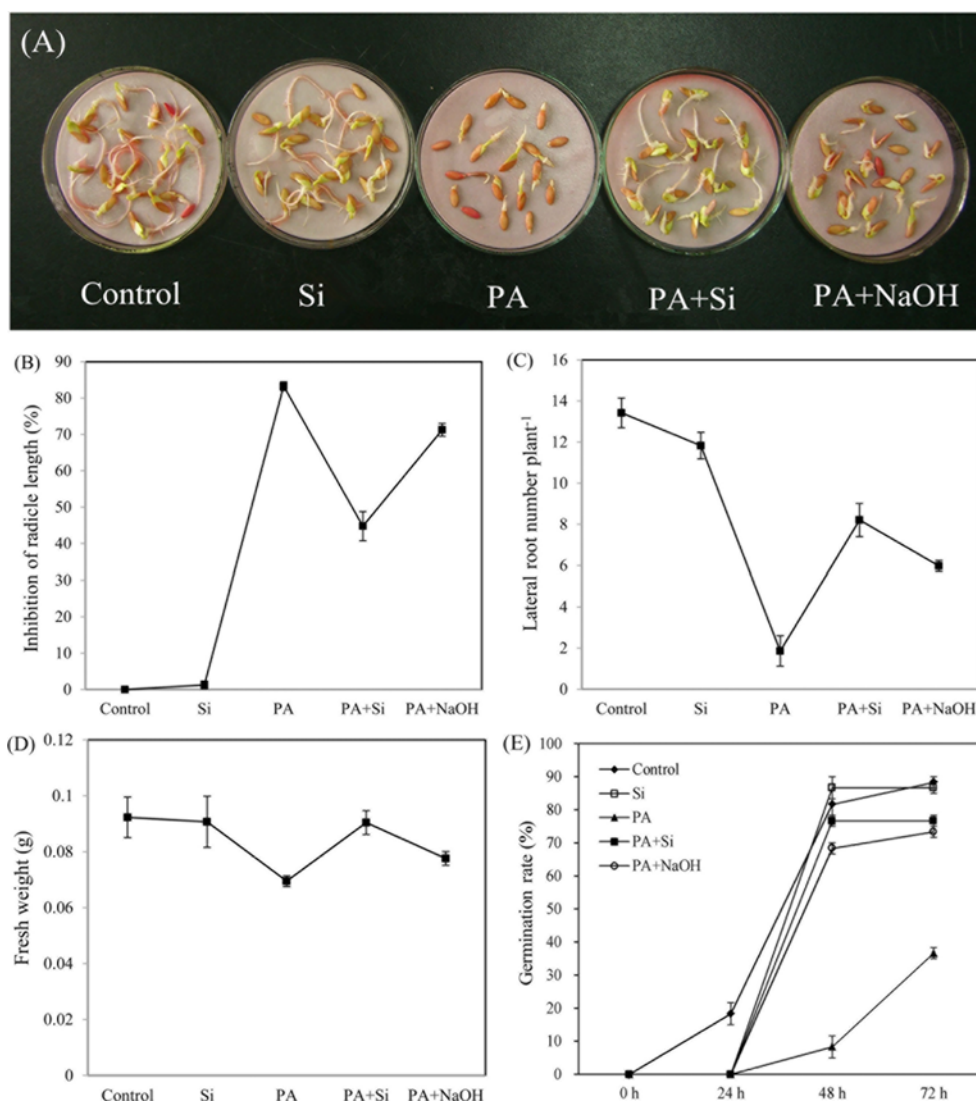 (A)
Control Si PA PA+Si PA+NaOH
(B)
Inhibition of radicle length (%)
90
80
70
60
50
40
30
20
10
0
Control Si PA PA+Si PA+NaOH
(C)
Lateral root number plant⁻¹
16
14
12
10
8
6
4
2
0
Control Si PA PA+Si PA+NaOH
(D)
Fresh weight (g)
0.12
0.1
0.08
0.06
0.04
0.02
0
Control Si PA PA+Si PA+NaOH
(E)
Germination rate (%)
100
90
80
70
60
50
40
30
20
10
0
Control
Si
PA
PA+Si
PA+NaOH
0 h 24 h 48 h 72 h